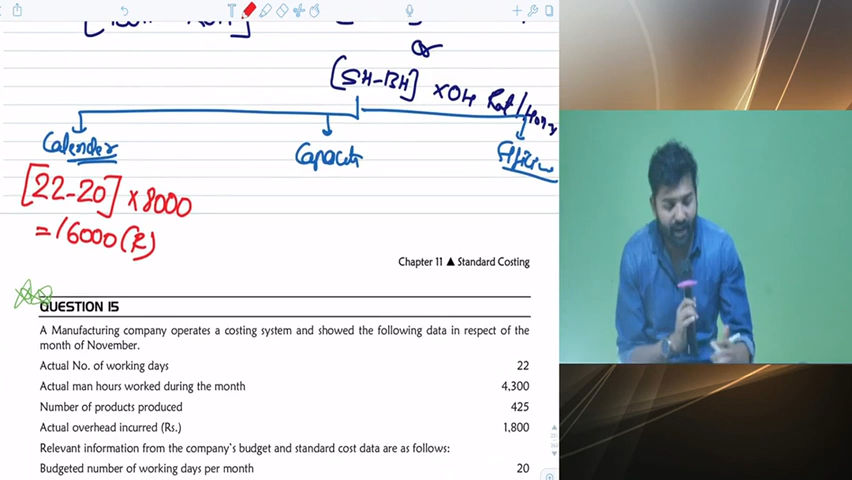 or
[SH-BH] × OH Rat/Hour
Calender
Capacit
[22-20] × 8000
= 16000 (F)
Chapter 11 ▲ Standard Costing
QUESTION 15
A Manufacturing company operates a costing system and showed the following data in respect of the
month of November.
Actual No. of working days 22
Actual man hours worked during the month 4,300
Number of products produced 425
Actual overhead incurred (Rs.) 1,800
Relevant information from the company's budget and standard cost data are as follows:
Budgeted number of working days per month 20